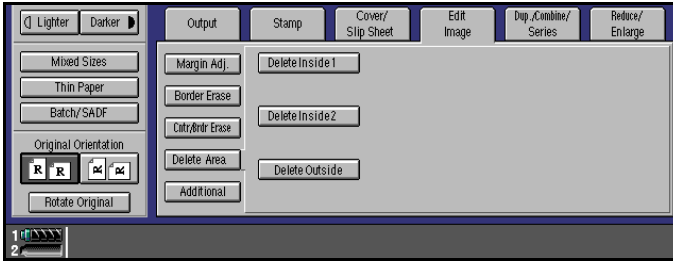 Lighter
Darker
Mixed Sizes
Thin Paper
Batch/SADF
Original Orientation
R R R R
Rotate Original
Output
Stamp
Cover/
Slip Sheet
Edit
Image
Dup.,Combine/
Series
Reduce/
Enlarge
Margin Adj.
Border Erase
Cntr/Brdr Erase
Delete Area
Additional
Delete Inside 1
Delete Inside 2
Delete Outside
1
2